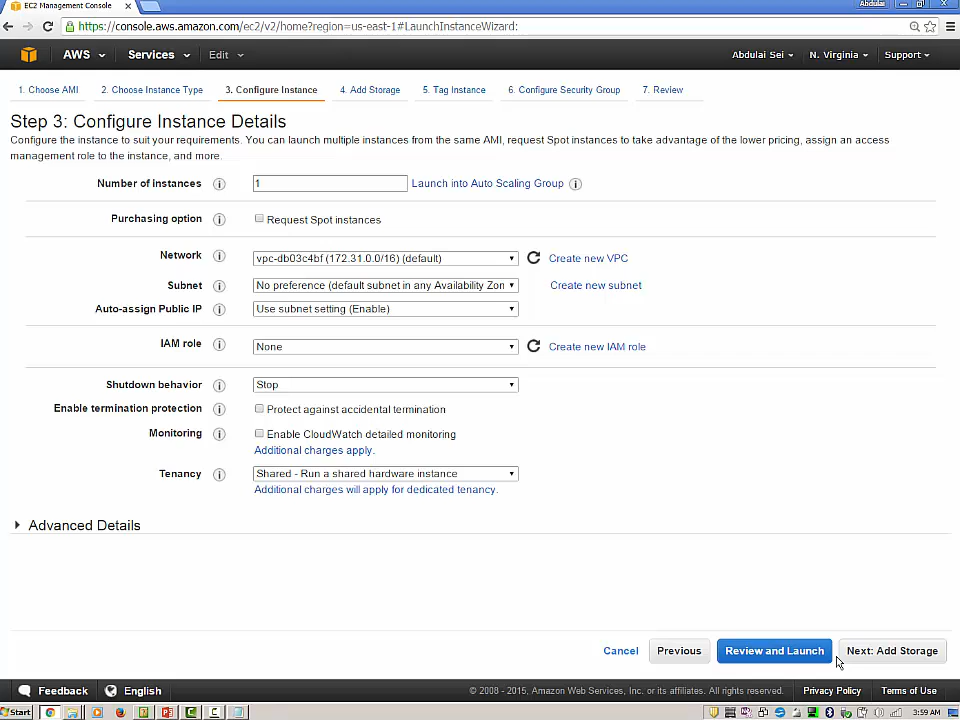 EC2 Management Console
Abdulai
https://console.aws.amazon.com/ec2/v2/home?region=us-east-1#LaunchInstanceWizard:
AWS Services Edit Abdulai Sei N. Virginia Support
1. Choose AMI 2. Choose Instance Type 3. Configure Instance 4. Add Storage 5. Tag Instance 6. Configure Security Group 7. Review
Step 3: Configure Instance Details
Configure the instance to suit your requirements. You can launch multiple instances from the same AMI, request Spot instances to take advantage of the lower pricing, assign an access
management role to the instance, and more.
Number of instances 1 Launch into Auto Scaling Group
Purchasing option Request Spot instances
Network vpc-db03c4bf (172.31.0.0/16) (default) Create new VPC
Subnet No preference (default subnet in any Availability Zon Create new subnet
Auto-assign Public IP Use subnet setting (Enable)
IAM role None Create new IAM role
Shutdown behavior Stop
Enable termination protection Protect against accidental termination
Monitoring Enable CloudWatch detailed monitoring
Additional charges apply.
Tenancy Shared - Run a shared hardware instance
Additional charges will apply for dedicated tenancy.
Advanced Details
Cancel Previous Review and Launch Next: Add Storage
Feedback English © 2008 - 2015, Amazon Web Services, Inc. or its affiliates. All rights reserved. Privacy Policy Terms of Use
Start 3:59 AM